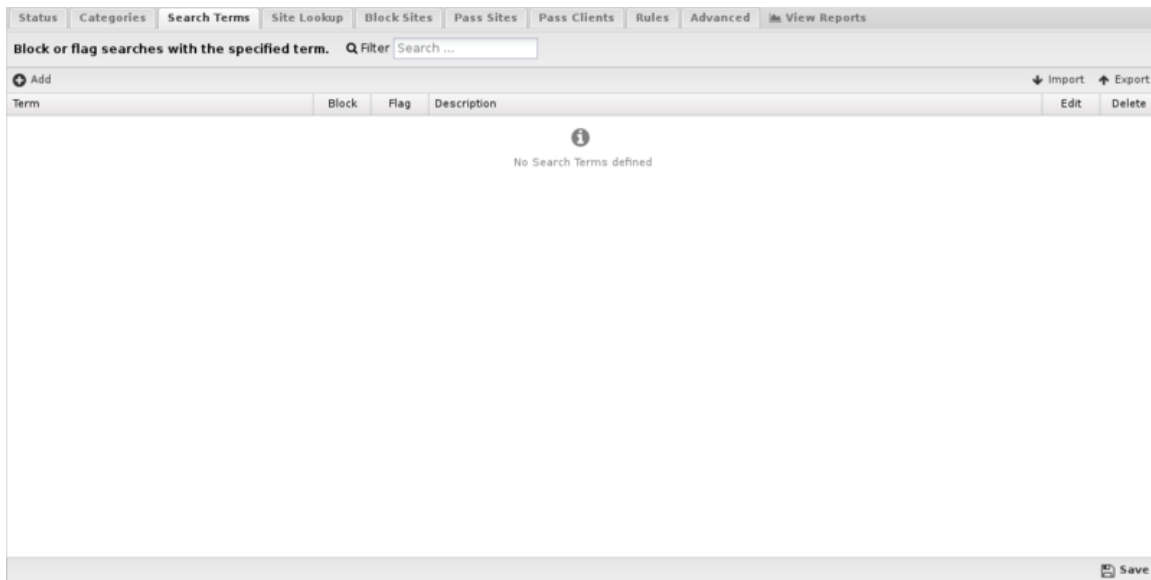 Status Categories Search Terms Site Lookup Block Sites Pass Sites Pass Clients Rules Advanced View Reports
Block or flag searches with the specified term. Filter Search ...
Add Import Export
Term Block Flag Description Edit Delete
No Search Terms defined
Save